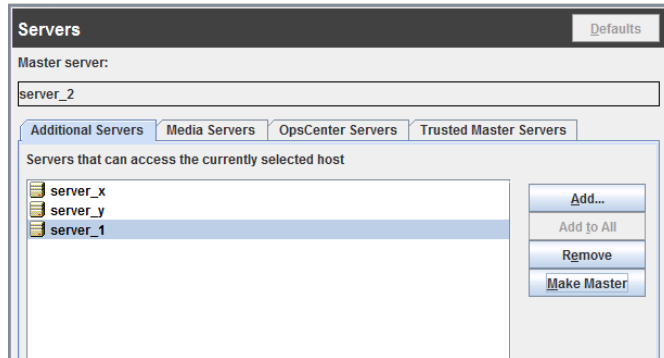 Servers
Defaults
Master server:
server_2
Additional Servers
Media Servers
OpsCenter Servers
Trusted Master Servers
Servers that can access the currently selected host
server_x
server_y
server_1
Add...
Add to All
Remove
Make Master